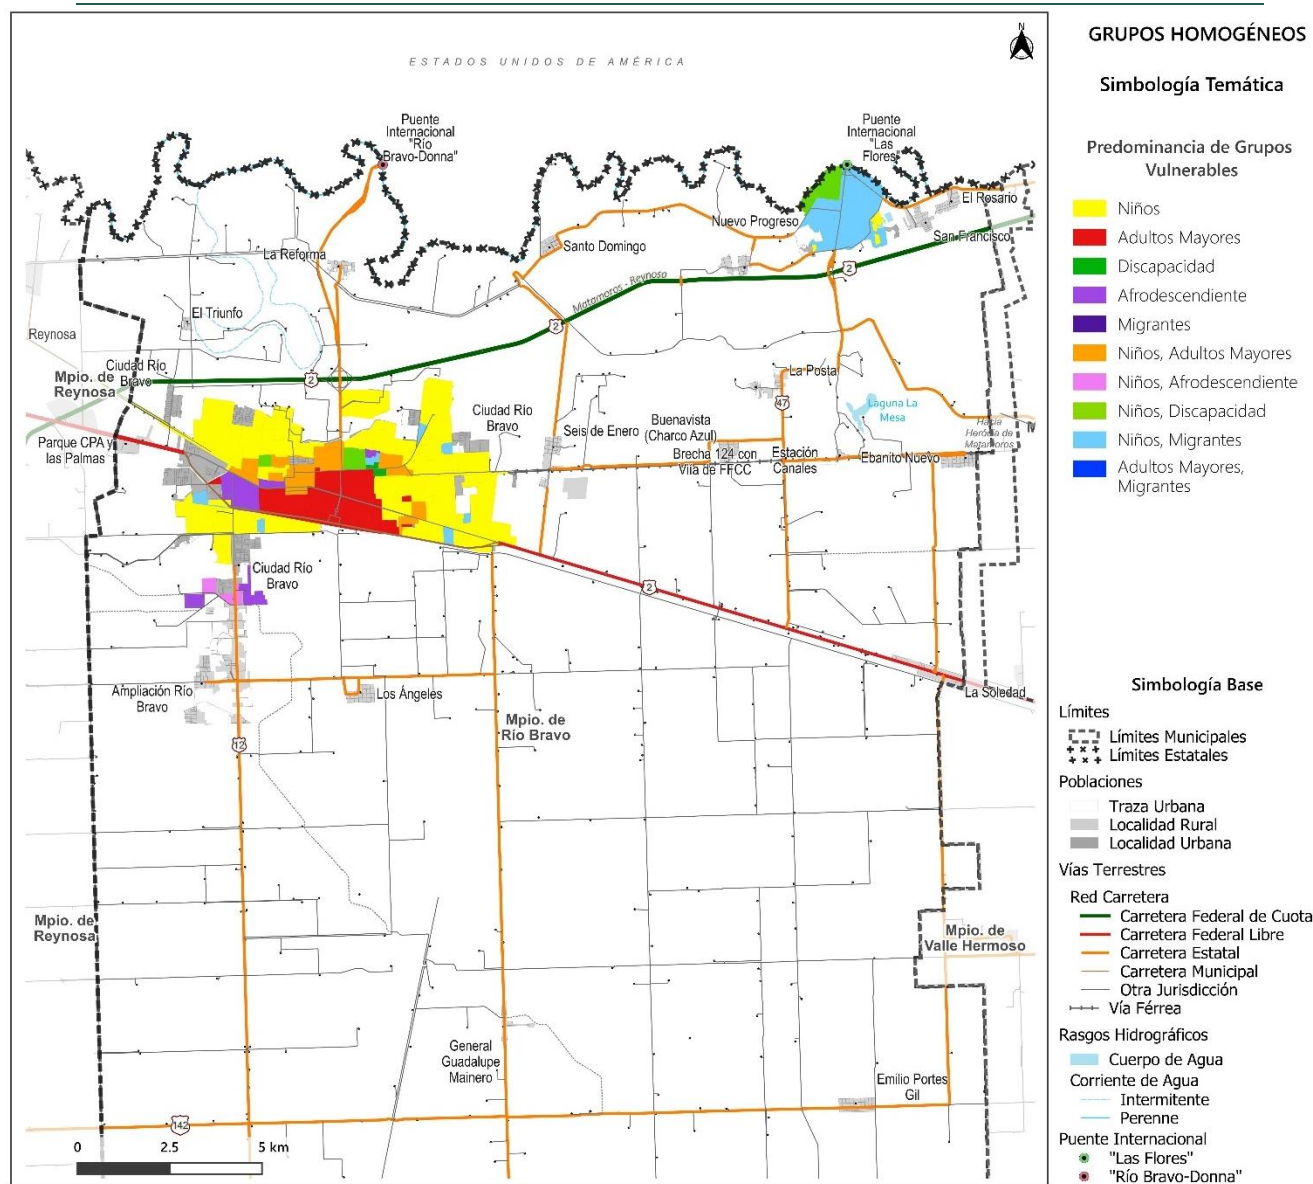 ESTADOS UNIDOS DE AMÉRICA
N
Puente
Internacional
"Río
Bravo-Donna"
Puente
Internacional
"Las
Flores"
El Rosario
Nuevo Progreso
San Francisco
Santo Domingo
La Reforma
Matamoros - Reynosa
2
2
2
El Triunfo
Reynosa
Ciudad Río
Bravo
Mpio. de
Reynosa
La Posta
47
Laguna La
Mesa
Hacia
Heroica de
Matamoros
Parque CPA y
las Palmas
Ciudad Río
Bravo
Seis de Enero
Buenavista
(Charco Azul)
Brecha 124 con
Vía de FFCC
Estación
Canales
Ebanito Nuevo
Ciudad Río
Bravo
2
Ampliación Río
Bravo
Los Ángeles
La Soledad
Mpio. de
Río Bravo
12
Mpio. de
Reynosa
Mpio. de
Valle Hermoso
General
Guadalupe
Mainero
Emilio Portes
Gil
142
0 2.5 5 km
GRUPOS HOMOGÉNEOS
Simbología Temática
Predominancia de Grupos
Vulnerables
Niños
Adultos Mayores
Discapacidad
Afrodescendiente
Migrantes
Niños, Adultos Mayores
Niños, Afrodescendiente
Niños, Discapacidad
Niños, Migrantes
Adultos Mayores,
Migrantes
Simbología Base
Límites
Límites Municipales
Límites Estatales
Poblaciones
Traza Urbana
Localidad Rural
Localidad Urbana
Vías Terrestres
Red Carretera
Carretera Federal de Cuota
Carretera Federal Libre
Carretera Estatal
Carretera Municipal
Otra Jurisdicción
Vía Férrea
Rasgos Hidrográficos
Cuerpo de Agua
Corriente de Agua
Intermitente
Perenne
Puente Internacional
"Las Flores"
"Río Bravo-Donna"